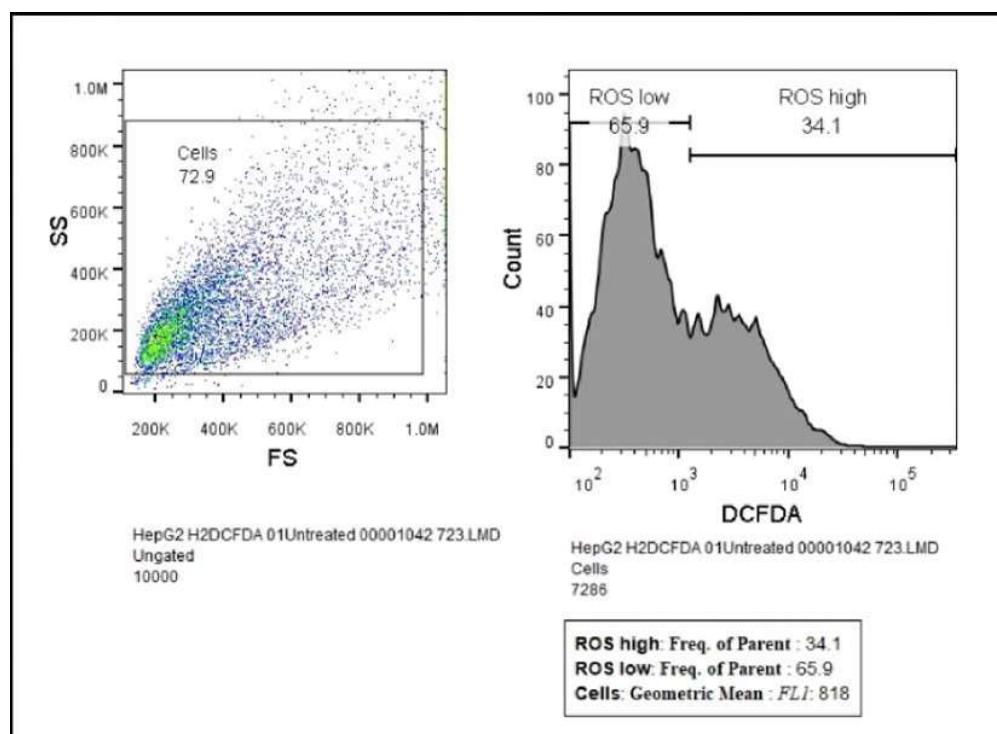 1.0M
800K
600K
400K
200K
0
SS
Cells
72.9
200K 400K 600K 800K 1.0M
FS
HepG2 H2DCFDA 01Untreated 00001042 723.LMD
Ungated
10000
ROS low
65.9
ROS high
34.1
100
80
60
40
20
0
Count
10² 10³ 10⁴ 10⁵
DCFDA
HepG2 H2DCFDA 01Untreated 00001042 723.LMD
Cells
7286
ROS high: Freq. of Parent : 34.1
ROS low: Freq. of Parent : 65.9
Cells: Geometric Mean : FL1: 818